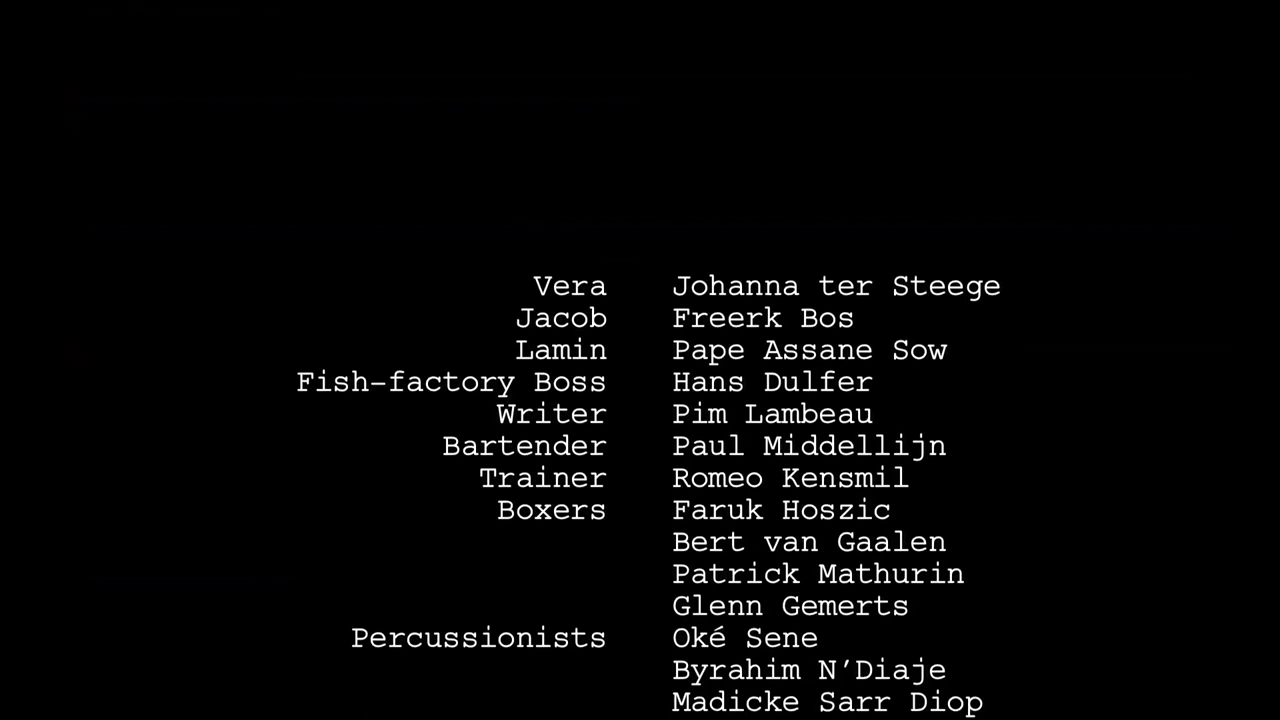 Vera Johanna ter Steege
Jacob Freerk Bos
Lamin Pape Assane Sow
Fish-factory Boss Hans Dulfer
Writer Pim Lambeau
Bartender Paul Middellijn
Trainer Romeo Kensmil
Boxers Faruk Hoszic
Bert van Gaalen
Patrick Mathurin
Glenn Gemerts
Percussionists Oké Sene
Byrahim N’Diaje
Madicke Sarr Diop